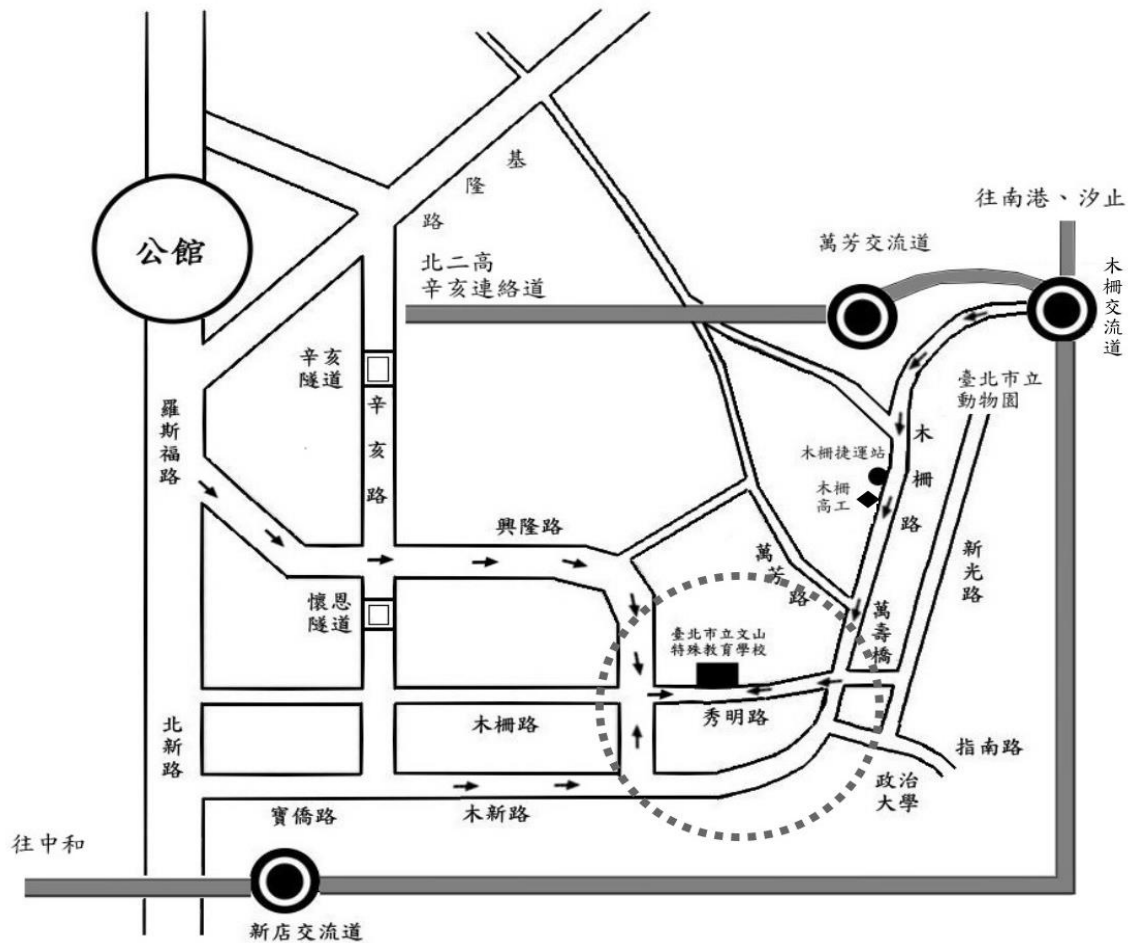 基隆路
往南港、汐止
萬芳交流道
公館
北二高
辛亥連絡道
木柵交流道
辛亥
隧道
臺北市立
動物園
羅斯福路
辛亥路
木柵路
木柵捷運站
木柵
高工
興隆路
新光路
萬芳路
懷恩
隧道
萬壽橋
臺北市立文山
特殊教育學校
北新路
木柵路
秀明路
指南路
政治
大學
寶僑路
木新路
往中和
新店交流道